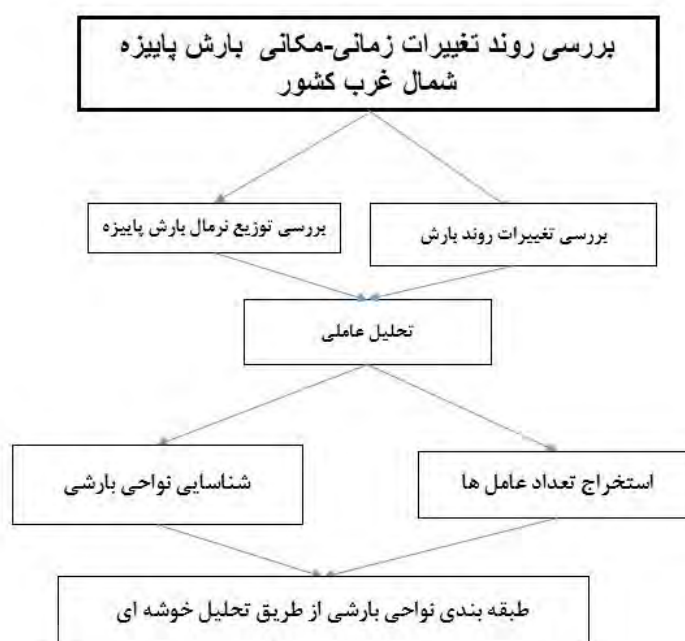 بررسی روند تغییرات زمانی-مکانی بارش پاییزه
شمال غرب کشور
بررسی تغییرات روند بارش
بررسی توزیع نرمال بارش پاییزه
تحلیل عاملی
استخراج تعداد عامل ها
شناسایی نواحی بارشی
طبقه بندی نواحی بارشی از طریق تحلیل خوشه ای